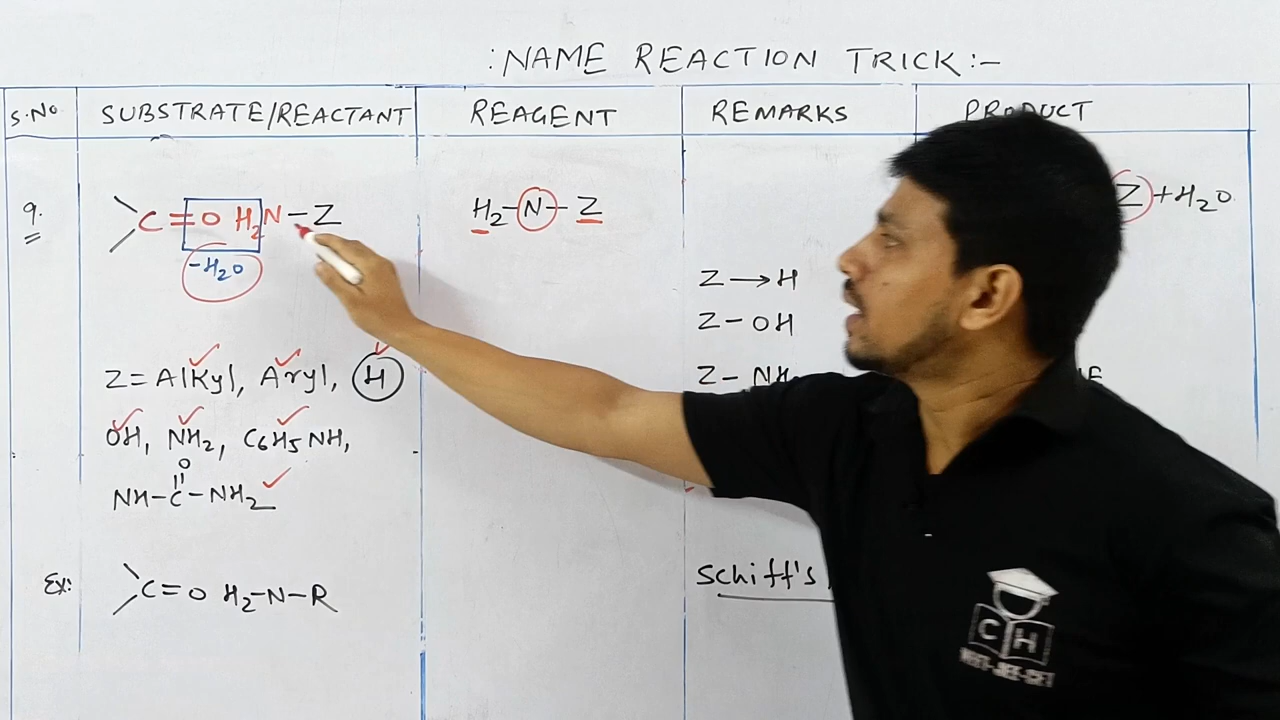 :NAME REACTION TRICK:-
S.No. SUBSTRATE/REACTANT REAGENT REMARKS PRODUCT
9. C=O H2N-Z H2-N-Z Z +H2O
-H2O
Z→H
Z-OH
Z=Alkyl, Aryl, H Z-
OH, NH2, C6H5NH,
O
NH-C-NH2
Ex: C=O H2-N-R Schiff's
C H